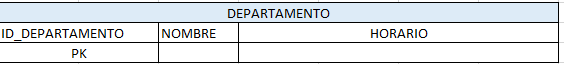 DEPARTAMENTO
ID_DEPARTAMENTO NOMBRE HORARIO
PK